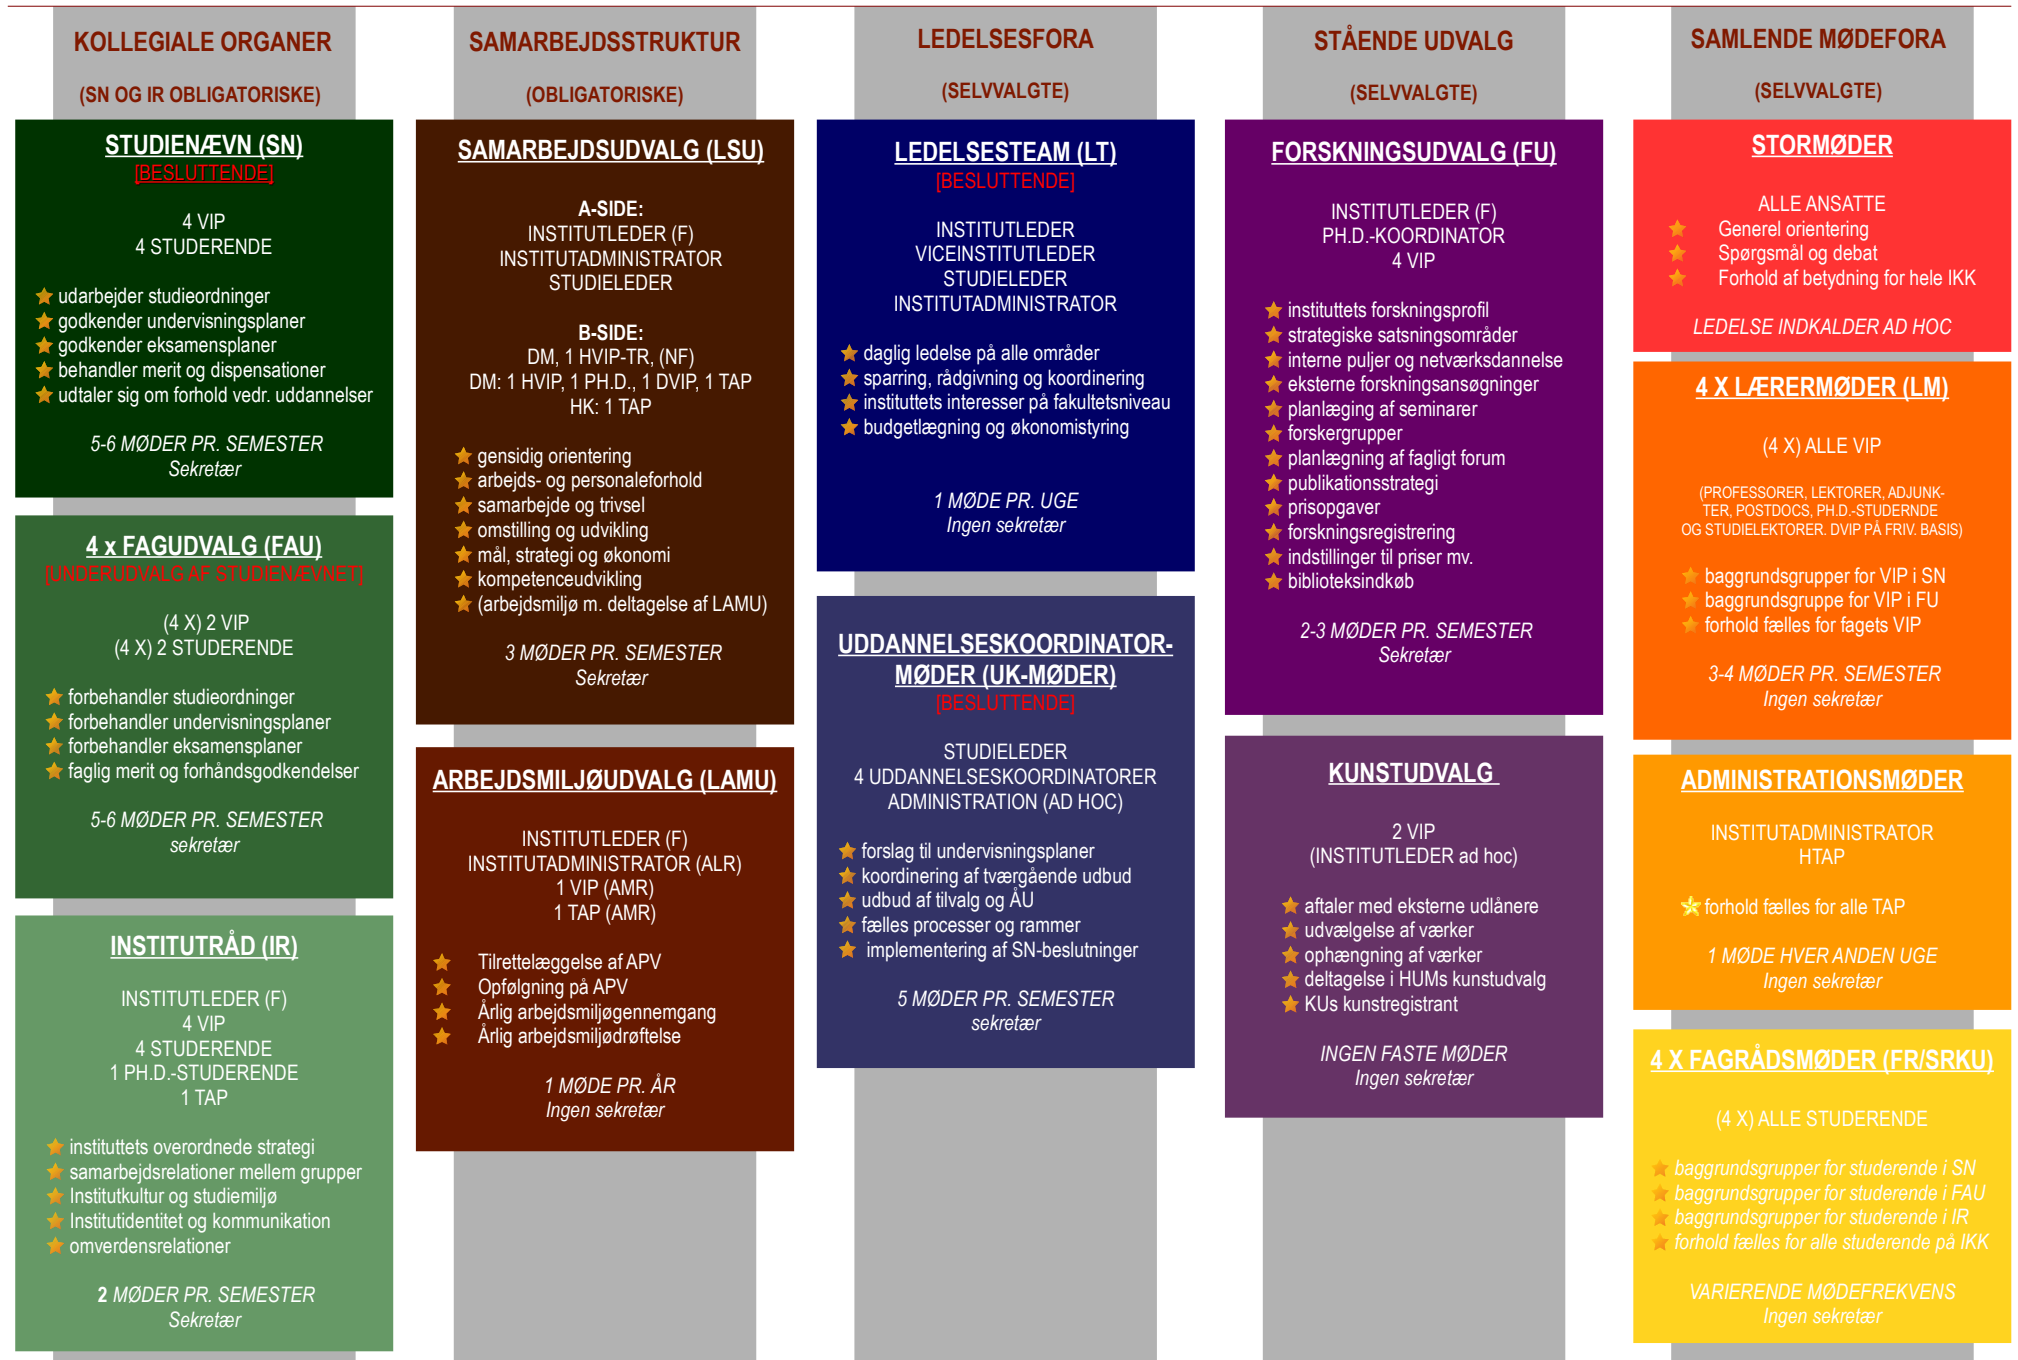 KOLLEGIALE ORGANER
(SN OG IR OBLIGATORISKE)
STUDIENÆVN (SN)
[BESLUTTENDE]
4 VIP
4 STUDERENDE
udarbejder studieordninger
godkender undervisningsplaner
godkender eksamensplaner
behandler merit og dispensationer
udtaler sig om forhold vedr. uddannelser
5-6 MØDER PR. SEMESTER
Sekretær
4 x FAGUDVALG (FAU)
[UNDERUDVALG AF STUDIENÆVNET]
(4 X) 2 VIP
(4 X) 2 STUDERENDE
forbehandler studieordninger
forbehandler undervisningsplaner
forbehandler eksamensplaner
faglig merit og forhåndsgodkendelser
5-6 MØDER PR. SEMESTER
sekretær
INSTITUTRÅD (IR)
INSTITUTLEDER (F)
4 VIP
4 STUDERENDE
1 PH.D.-STUDERENDE
1 TAP
instituttets overordnede strategi
samarbejdsrelationer mellem grupper
Institutkultur og studiemiljø
Institutidentitet og kommunikation
omverdensrelationer
2 MØDER PR. SEMESTER
Sekretær
SAMARBEJDSSTRUKTUR
(OBLIGATORISKE)
SAMARBEJDSUDVALG (LSU)
A-SIDE:
INSTITUTLEDER (F)
INSTITUTADMINISTRATOR
STUDIELEDER
B-SIDE:
DM, 1 HVIP-TR, (NF)
DM: 1 HVIP, 1 PH.D., 1 DVIP, 1 TAP
HK: 1 TAP
gensidig orientering
arbejds- og personaleforhold
samarbejde og trivsel
omstilling og udvikling
mål, strategi og økonomi
kompetenceudvikling
(arbejdsmiljø m. deltagelse af LAMU)
3 MØDER PR. SEMESTER
Sekretær
ARBEJDSMILJØUDVALG (LAMU)
INSTITUTLEDER (F)
INSTITUTADMINISTRATOR (ALR)
1 VIP (AMR)
1 TAP (AMR)
Tilrettelæggelse af APV
Opfølgning på APV
Årlig arbejdsmiljøgennemgang
Årlig arbejdsmiljødrøftelse
1 MØDE PR. ÅR
Ingen sekretær
LEDELSESFORA
(SELVVALGTE)
LEDELSESTEAM (LT)
[BESLUTTENDE]
INSTITUTLEDER
VICEINSTITUTLEDER
STUDIELEDER
INSTITUTADMINISTRATOR
daglig ledelse på alle områder
sparring, rådgivning og koordinering
instituttets interesser på fakultetsniveau
budgetlægning og økonomistyring
1 MØDE PR. UGE
Ingen sekretær
UDDANNELSESKOORDINATOR-
MØDER (UK-MØDER)
[BESLUTTENDE]
STUDIELEDER
4 UDDANNELSESKOORDINATORER
ADMINISTRATION (AD HOC)
forslag til undervisningsplaner
koordinering af tværgående udbud
udbud af tilvalg og ÅU
fælles processer og rammer
implementering af SN-beslutninger
5 MØDER PR. SEMESTER
sekretær
STÅENDE UDVALG
(SELVVALGTE)
FORSKNINGSUDVALG (FU)
INSTITUTLEDER (F)
PH.D.-KOORDINATOR
4 VIP
instituttets forskningsprofil
strategiske satsningsområder
interne puljer og netværksdannelse
eksterne forskningsansøgninger
planlæging af seminarer
forskergrupper
planlægning af fagligt forum
publikationsstrategi
prisopgaver
forskningsregistrering
indstillinger til priser mv.
biblioteksindkøb
2-3 MØDER PR. SEMESTER
Sekretær
KUNSTUDVALG
2 VIP
(INSTITUTLEDER ad hoc)
aftaler med eksterne udlånere
udvælgelse af værker
ophængning af værker
deltagelse i HUMs kunstudvalg
KUs kunstregistrant
INGEN FASTE MØDER
Ingen sekretær
SAMLENDE MØDEFORA
(SELVVALGTE)
STORMØDER
ALLE ANSATTE
Generel orientering
Spørgsmål og debat
Forhold af betydning for hele IKK
LEDELSE INDKALDER AD HOC
4 X LÆRERMØDER (LM)
(4 X) ALLE VIP
(PROFESSORER, LEKTORER, ADJUNK-
TER, POSTDOCS, PH.D.-STUDERNDE
OG STUDIELEKTORER. DVIP PÅ FRIV. BASIS)
baggrundsgrupper for VIP i SN
baggrundsgruppe for VIP i FU
forhold fælles for fagets VIP
3-4 MØDER PR. SEMESTER
Ingen sekretær
ADMINISTRATIONSMØDER
INSTITUTADMINISTRATOR
HTAP
forhold fælles for alle TAP
1 MØDE HVER ANDEN UGE
Ingen sekretær
4 X FAGRÅDSMØDER (FR/SRKU)
(4 X) ALLE STUDERENDE
baggrundsgrupper for studerende i SN
baggrundsgrupper for studerende i FAU
baggrundsgrupper for studerende i IR
forhold fælles for alle studerende på IKK
VARIERENDE MØDEFREKVENS
Ingen sekretær